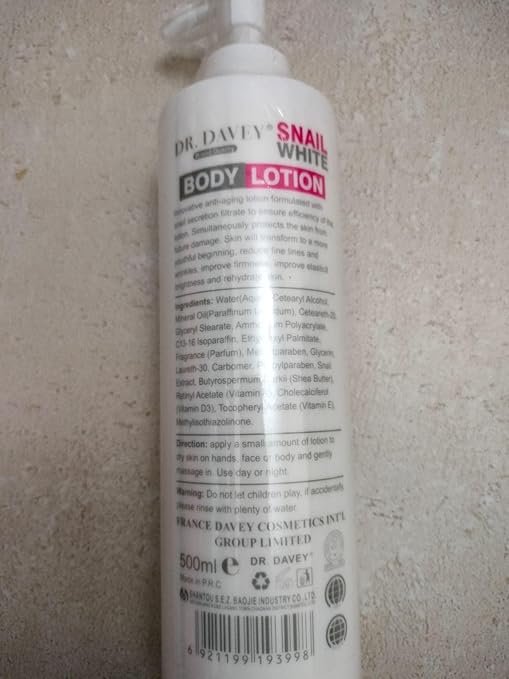 DR. DAVEY® SNAIL
Brand Quality WHITE
BODY LOTION
Innovative anti-aging lotion formulated with
snail secretion filtrate to ensure efficiency of the
lotion. Simultaneously protects the skin from
future damage. Skin will transform to a more
youthful beginning, reduce fine lines and
wrinkles, improve firmness, improve elasticit
brightness and rehydrate skin.
Ingredients: Water(Aqua), Cetearyl Alcohol,
Mineral Oil(Paraffinum Liquidum), Ceteareth-20,
Glyceryl Stearate, Ammonium Polyacrylate,
C13-16 Isoparaffin, Ethylhexyl Palmitate,
Fragrance (Parfum), Methylparaben, Glycerin,
Laureth-30, Carbomer, Propylparaben, Snail
Extract, Butyrospermum Parkii (Shea Butter),
Retinyl Acetate (Vitamin A), Cholecalciferol
(Vitamin D3), Tocopheryl Acetate (Vitamin E),
Methylisothiazolinone.
Direction: apply a small amount of lotion to
dry skin on hands, face or body and gently
massage in. Use day or night.
Warning: Do not let children play, if accidentally,
please rinse with plenty of water.
FRANCE DAVEY COSMETICS INT'L
GROUP LIMITED
500ml e DR. DAVEY®
Made in P.R.C
SHANTOU S.E.Z. BAOJIE INDUSTRY CO., LTD.
6 921199 193998